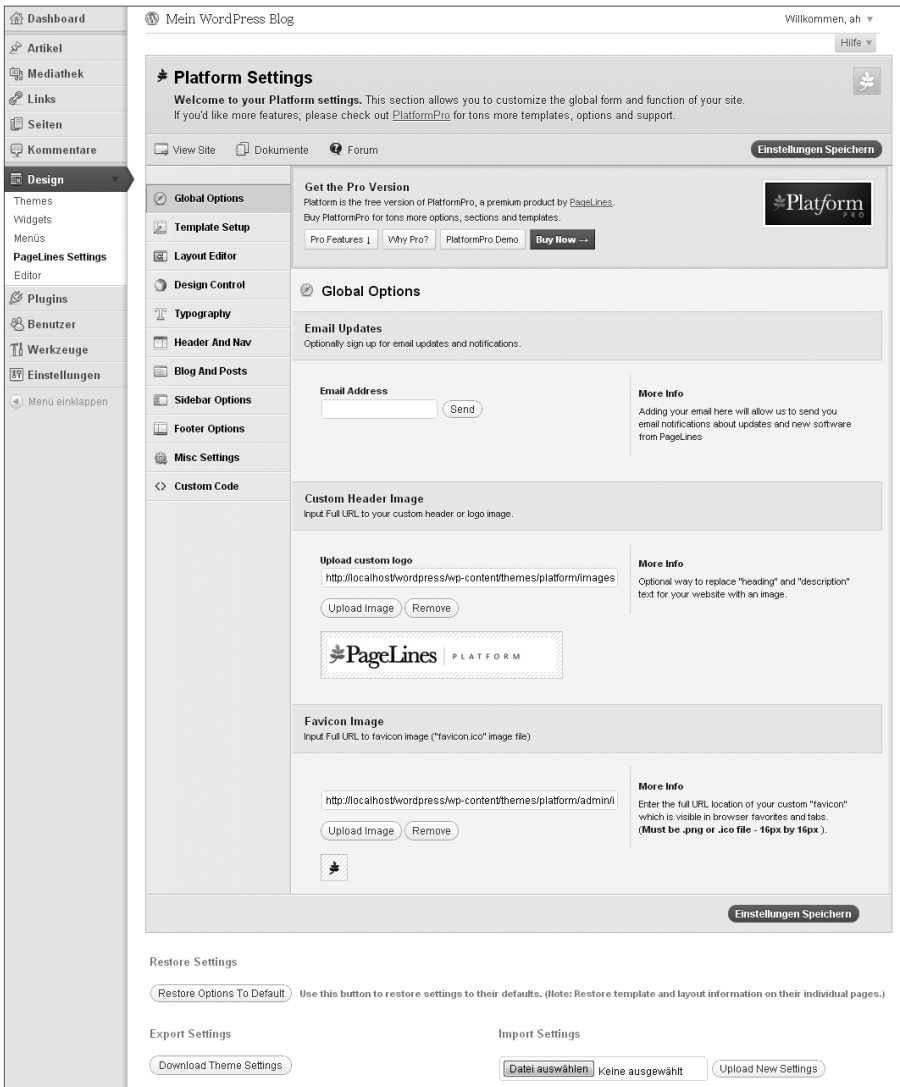 Dashboard
Artikel
Mediathek
Links
Seiten
Kommentare
Design
Themes
Widgets
Menüs
PageLines Settings
Editor
Plugins
Benutzer
Werkzeuge
Einstellungen
Menü einklappen
Mein WordPress Blog
Willkommen, ah
Hilfe
Platform Settings
Welcome to your Platform settings. This section allows you to customize the global form and function of your site.
If you'd like more features, please check out PlatformPro for tons more templates, options and support.
View Site
Dokumente
Forum
Einstellungen Speichern
Global Options
Template Setup
Layout Editor
Design Control
Typography
Header And Nav
Blog And Posts
Sidebar Options
Footer Options
Misc Settings
Custom Code
Get the Pro Version
Platform is the free version of PlatformPro, a premium product by PageLines.
Buy PlatformPro for tons more options, sections and templates.
Pro Features ↓
Why Pro?
PlatformPro Demo
Buy Now →
Platform
PRO
Global Options
Email Updates
Optionally sign up for email updates and notifications.
Email Address
Send
More Info
Adding your email here will allow us to send you
email notifications about updates and new software
from PageLines
Custom Header Image
Input Full URL to your custom header or logo image.
Upload custom logo
http://localhost/wordpress/wp-content/themes/platform/images
Upload Image
Remove
PageLines PLATFORM
More Info
Optional way to replace "heading" and "description"
text for your website with an image.
Favicon Image
Input Full URL to favicon image ("favicon.ico" image file)
http://localhost/wordpress/wp-content/themes/platform/admin/i
Upload Image
Remove
More Info
Enter the full URL location of your custom "favicon"
which is visible in browser favorites and tabs.
(Must be .png or .ico file - 16px by 16px ).
Einstellungen Speichern
Restore Settings
Restore Options To Default
Use this button to restore settings to their defaults. (Note: Restore template and layout information on their individual pages.)
Export Settings
Download Theme Settings
Import Settings
Datei auswählen
Keine ausgewählt
Upload New Settings